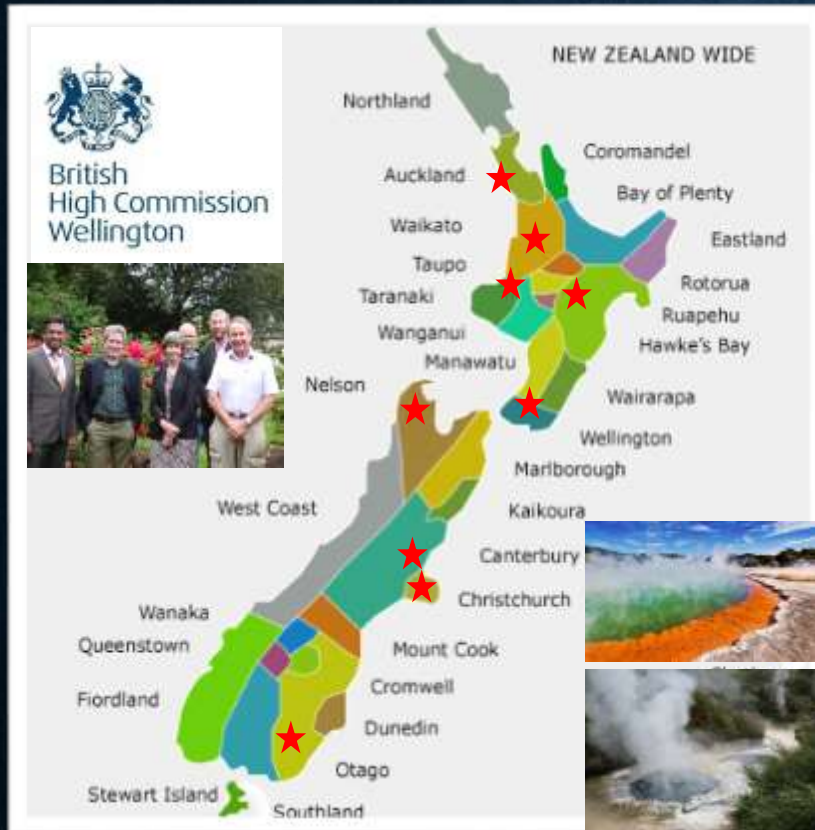 NEW ZEALAND WIDE
British
High Commission
Wellington
Northland
Auckland
Coromandel
Bay of Plenty
Waikato
Eastland
Taupo
Rotorua
Taranaki
Ruapehu
Wanganui
Hawke's Bay
Manawatu
Nelson
Wairarapa
Wellington
Marlborough
West Coast
Kaikoura
Canterbury
Christchurch
Wanaka
Queenstown
Mount Cook
Fiordland
Cromwell
Dunedin
Otago
Stewart Island
Southland